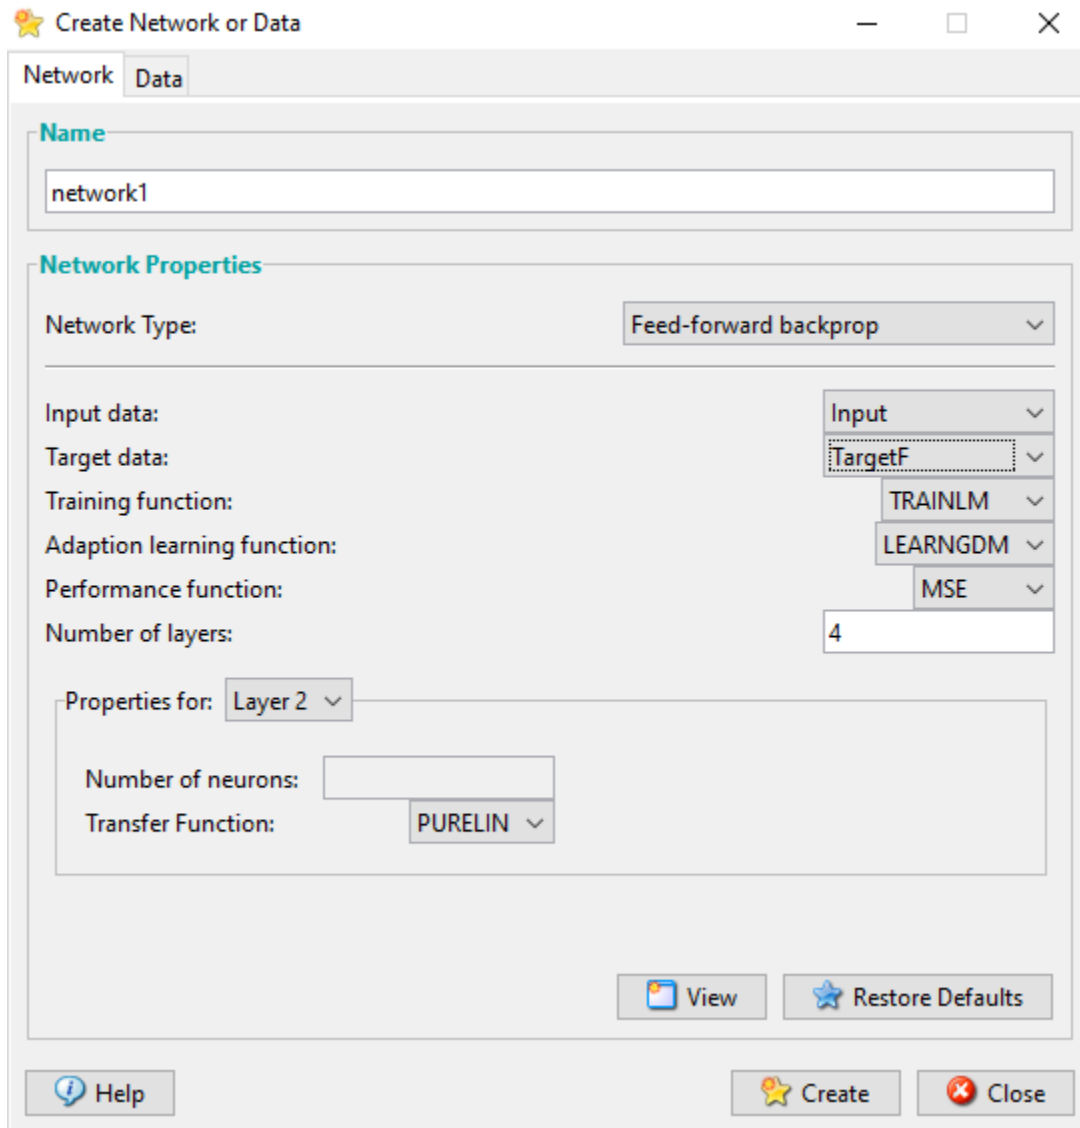 Create Network or Data
Network Data
Name
network1
Network Properties
Network Type: Feed-forward backprop
Input data: Input
Target data: TargetF
Training function: TRAINLM
Adaption learning function: LEARNGDM
Performance function: MSE
Number of layers: 4
Properties for: Layer 2
Number of neurons:
Transfer Function: PURELIN
View Restore Defaults
Help Create Close